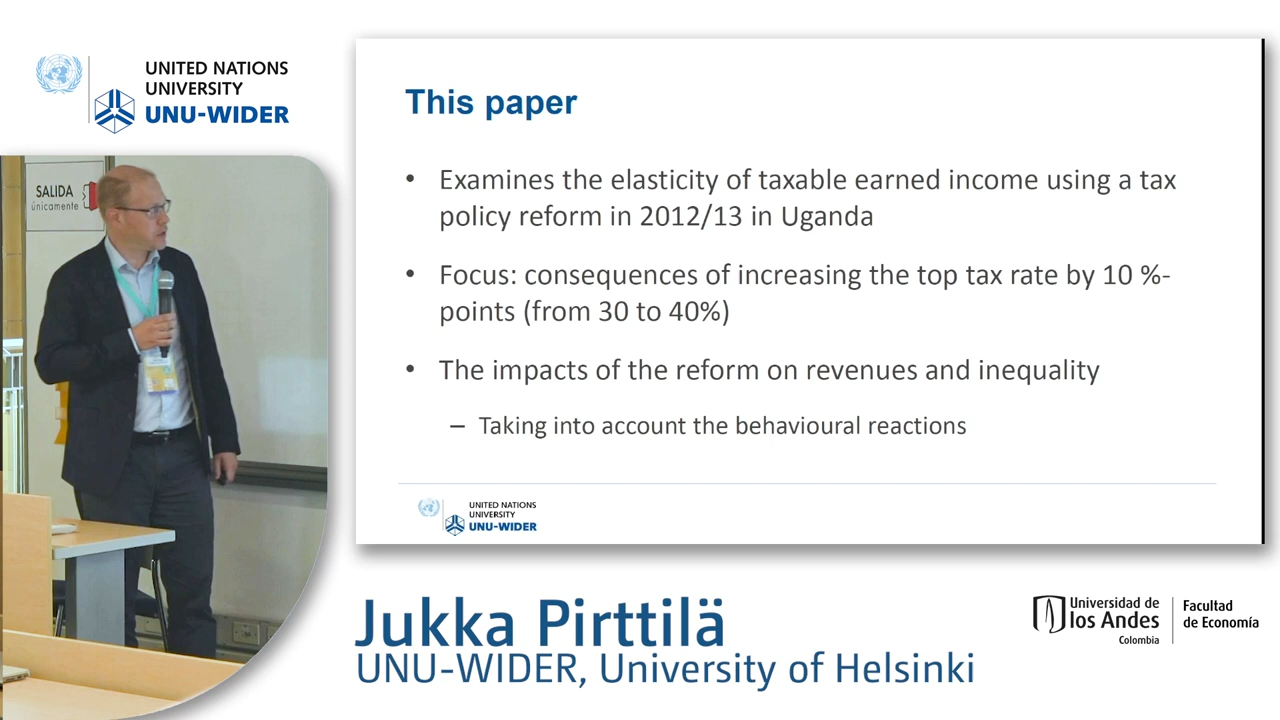 UNITED NATIONS
UNIVERSITY
UNU-WIDER
SALIDA
únicamente
This paper
• Examines the elasticity of taxable earned income using a tax
policy reform in 2012/13 in Uganda
• Focus: consequences of increasing the top tax rate by 10 %-
points (from 30 to 40%)
• The impacts of the reform on revenues and inequality
– Taking into account the behavioural reactions
UNITED NATIONS
UNIVERSITY
UNU-WIDER
Jukka Pirttilä
UNU-WIDER, University of Helsinki
Universidad de
los Andes
Colombia
Facultad
de Economía